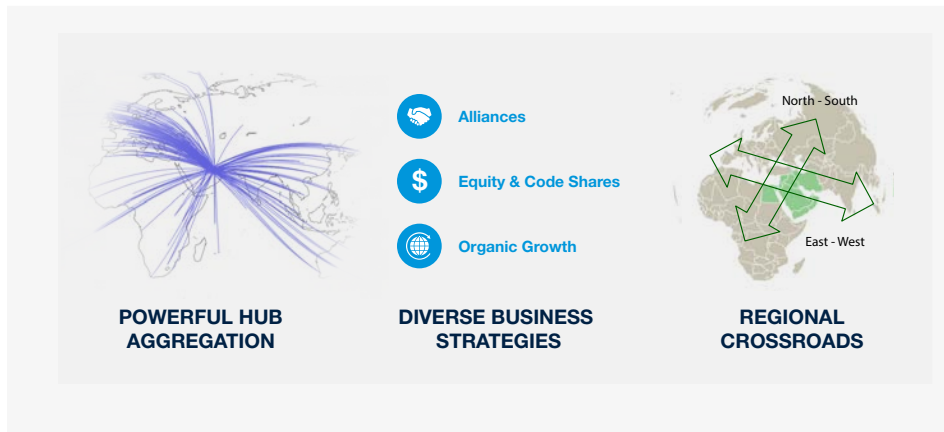 North - South
Alliances
$
Equity & Code Shares
East - West
Organic Growth
POWERFUL HUB
AGGREGATION
DIVERSE BUSINESS
STRATEGIES
REGIONAL
CROSSROADS